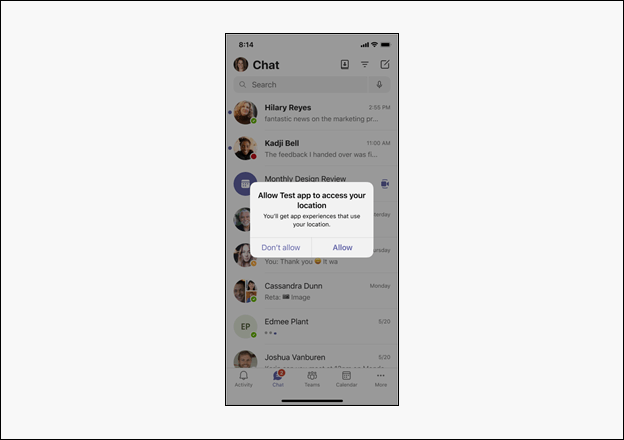 8:14
Chat
Search
Hilary Reyes
2:55 PM
fantastic news on the marketing pr...
Kadji Bell
11:00 AM
The feedback I handed over was fi...
Monthly Design Review
Allow Test app to access your
location
You'll get app experiences that use
your location.
Don't allow
Allow
You: Thank you 😀 It wa
Cassandra Dunn
Monday
Reta: Image
EP
Edmee Plant
5/20
Joshua Vanburen
5/20
2
Activity
Chat
Teams
Calendar
More